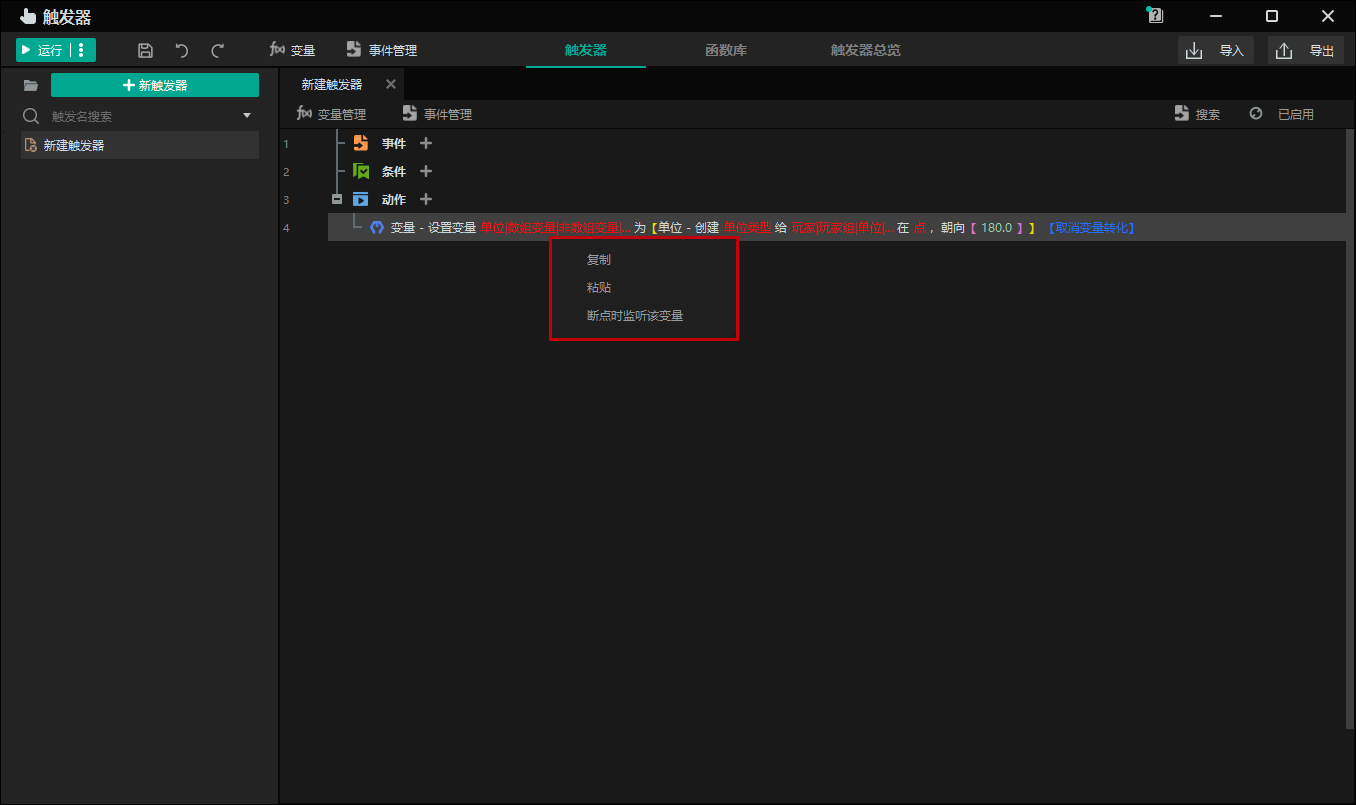 触发器
运行 变量 事件管理 触发器 函数库 触发器总览 导入 导出
新触发器
触发名搜索
新建触发器
新建触发器
变量管理 事件管理 搜索 已启用
1 事件
2 条件
3 动作
4 变量 - 设置变量 单位|数组变量|非数组变量|... 为【单位 - 创建 单位类型 给 玩家|玩家组|单位|... 在 点 ，朝向【 180.0 】】【取消变量转化】
复制
粘贴
断点时监听该变量